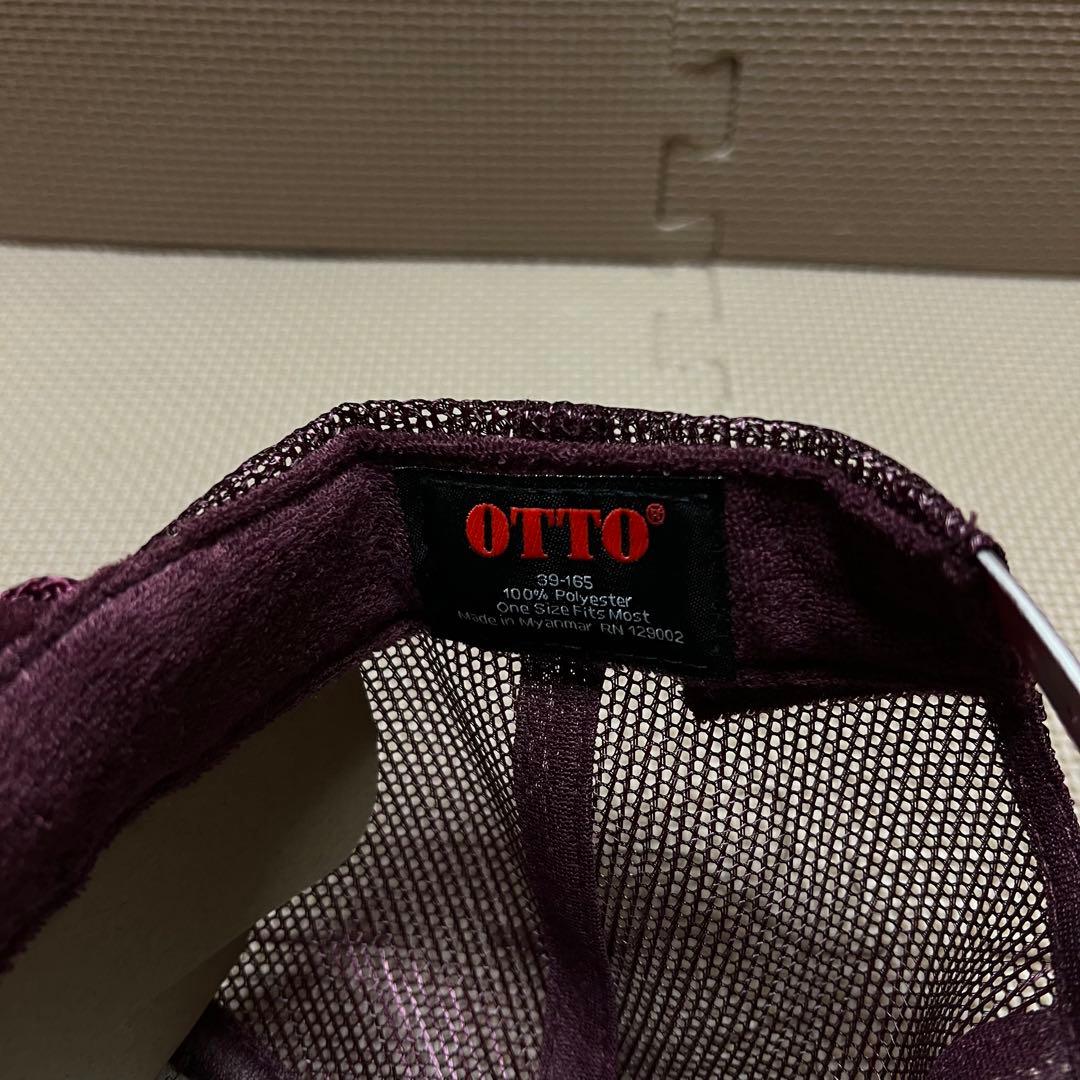 OTTO®
39-165
100% Polyester
One Size Fits Most
Made in Myanmar RN 129002